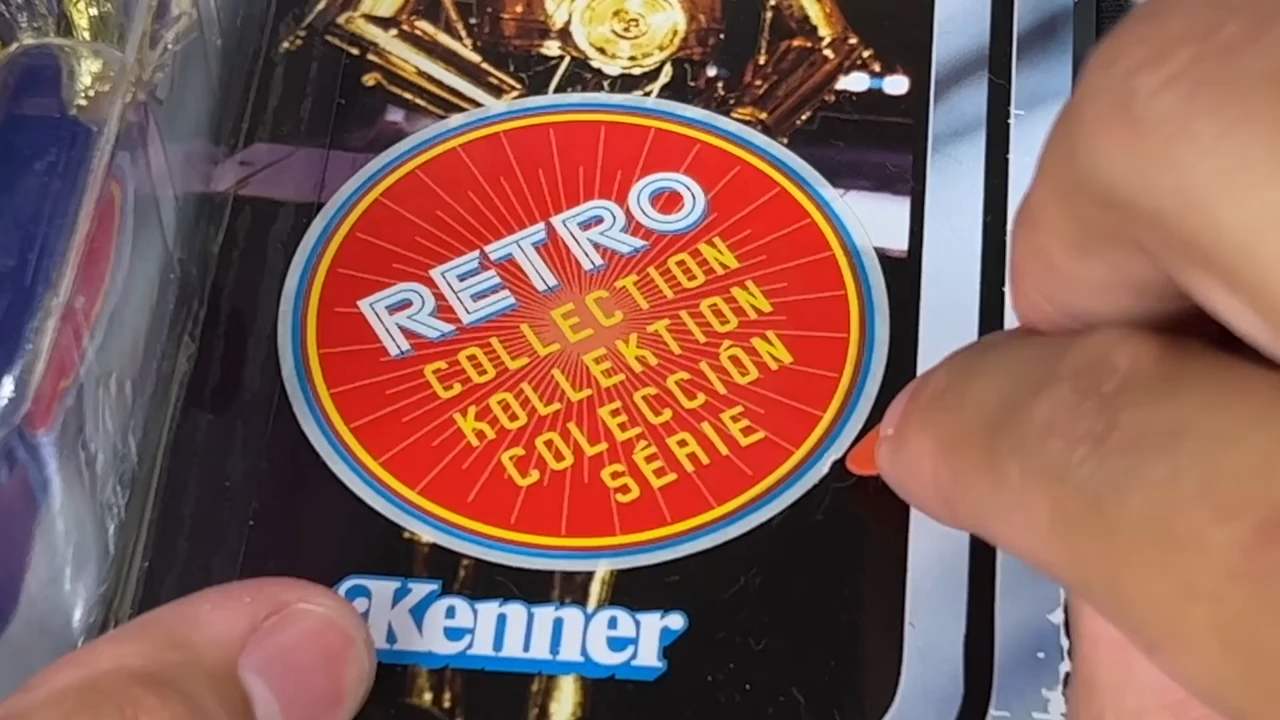 RETRO
COLLECTION
KOLLEKTION
COLECCIÓN
SÉRIE
Kenner